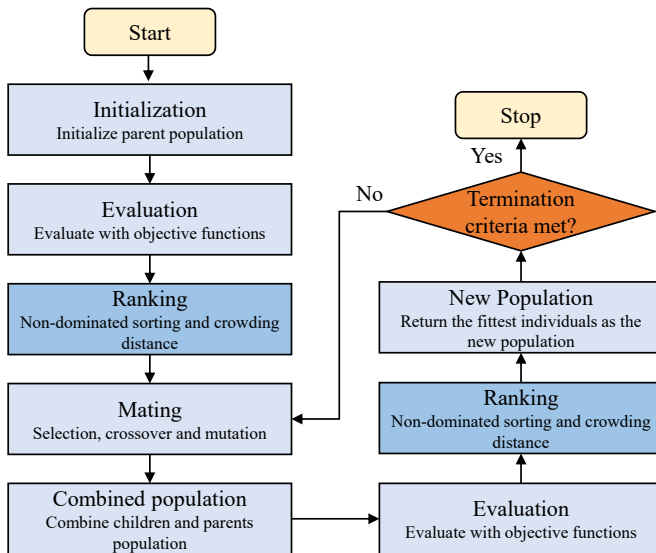 Start
Initialization
Initialize parent population
Evaluation
Evaluate with objective functions
Ranking
Non-dominated sorting and crowding
distance
Mating
Selection, crossover and mutation
Combined population
Combine children and parents
population
Evaluation
Evaluate with objective functions
Ranking
Non-dominated sorting and crowding
distance
New Population
Return the fittest individuals as the
new population
Termination
criteria met?
No
Yes
Stop